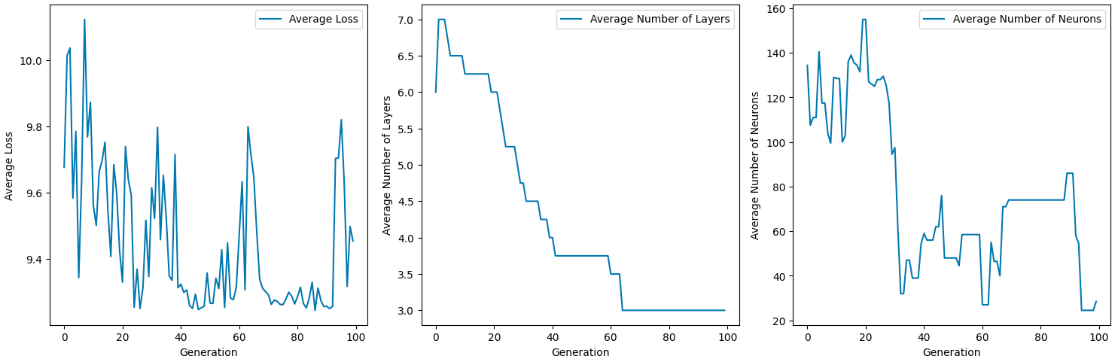 Average Loss
10.0
9.8
9.6
9.4
0 20 40 60 80 100
Generation
Average Loss
Average Number of Layers
7.0
6.5
6.0
5.5
5.0
4.5
4.0
3.5
3.0
0 20 40 60 80 100
Generation
Average Number of Layers
Average Number of Neurons
160
140
120
100
80
60
40
20
0 20 40 60 80 100
Generation
Average Number of Neurons